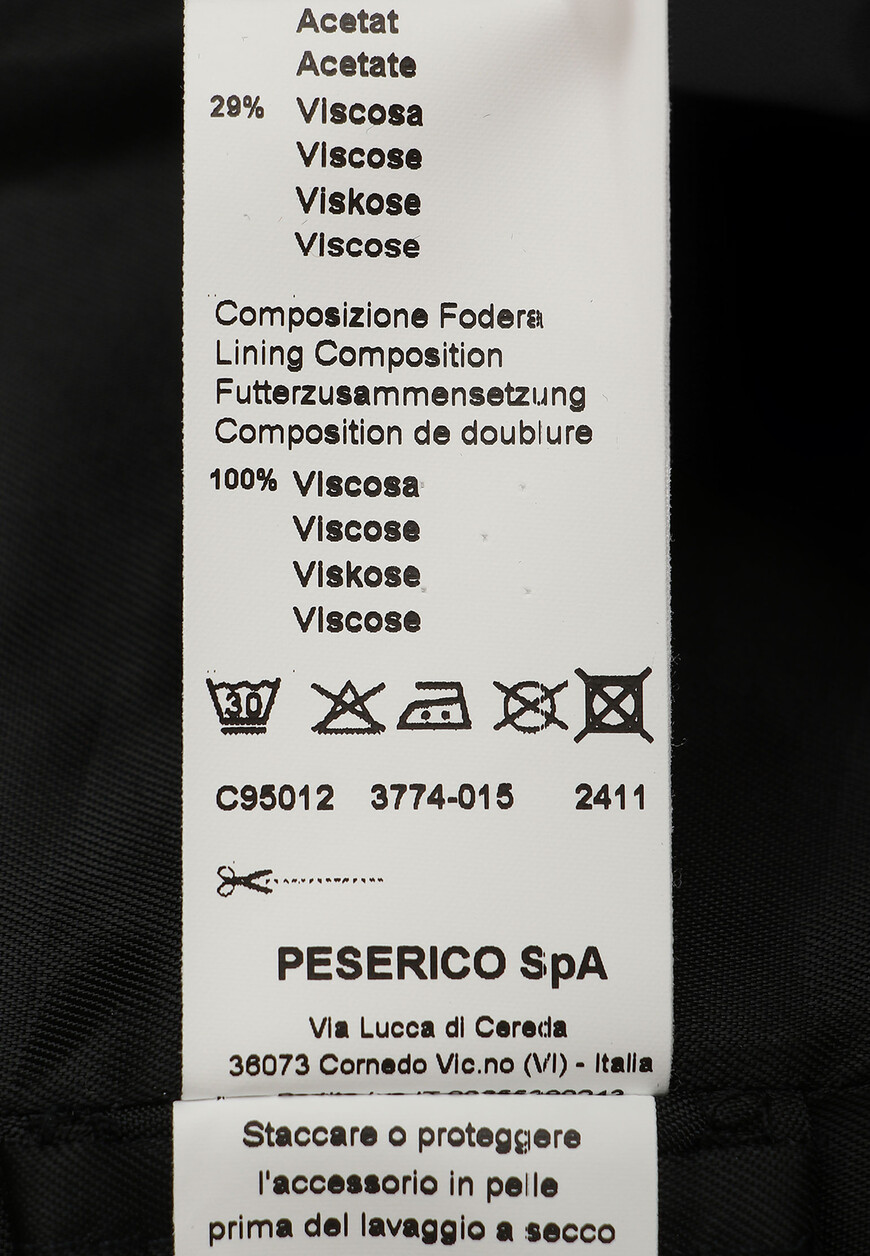 Acetat
Acetate
29% Viscosa
Viscose
Viskose
Viscose
Composizione Fodera
Lining Composition
Futterzusammensetzung
Composition de doublure
100% Viscosa
Viscose
Viskose
Viscose
30
C95012 3774-015 2411
PESERICO SpA
Via Lucca di Cereda
36073 Cornedo Vic.no (VI) - Italia
Staccare o proteggere
l'accessorio in pelle
prima del lavaggio a secco